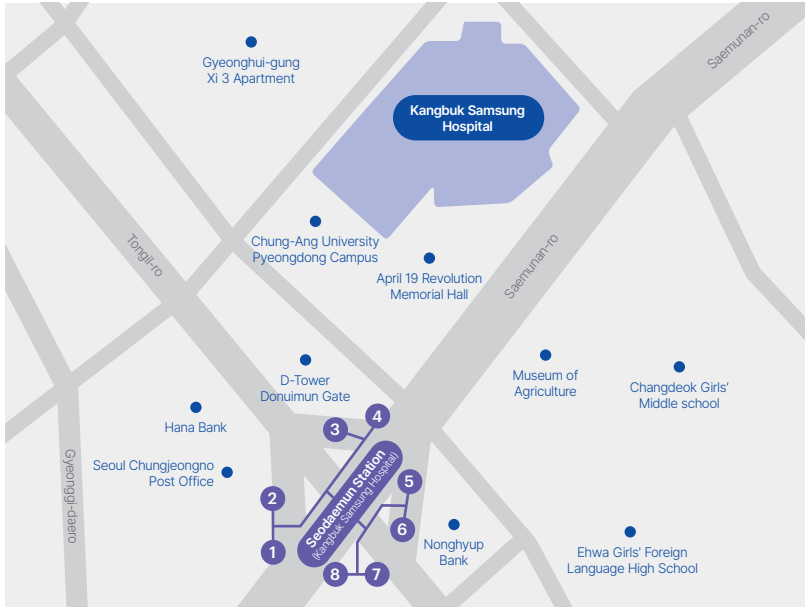 Saemunan-ro
Gyeonghui-gung
Xi 3 Apartment
Kangbuk Samsung
Hospital
Chung-Ang University
Pyeongdong Campus
Tongil-ro
April 19 Revolution
Memorial Hall
Saemunan-ro
D-Tower
Donuimun Gate
Museum of
Agriculture
Changdeok Girls'
Middle school
Hana Bank
Seoul Chungjeongno
Post Office
Gyeonggi-daero
4
3
2
1
Seodaemun Station
(Kangbuk Samsung Hospital)
5
6
8
7
Nonghyup
Bank
Ehwa Girls' Foreign
Language High School